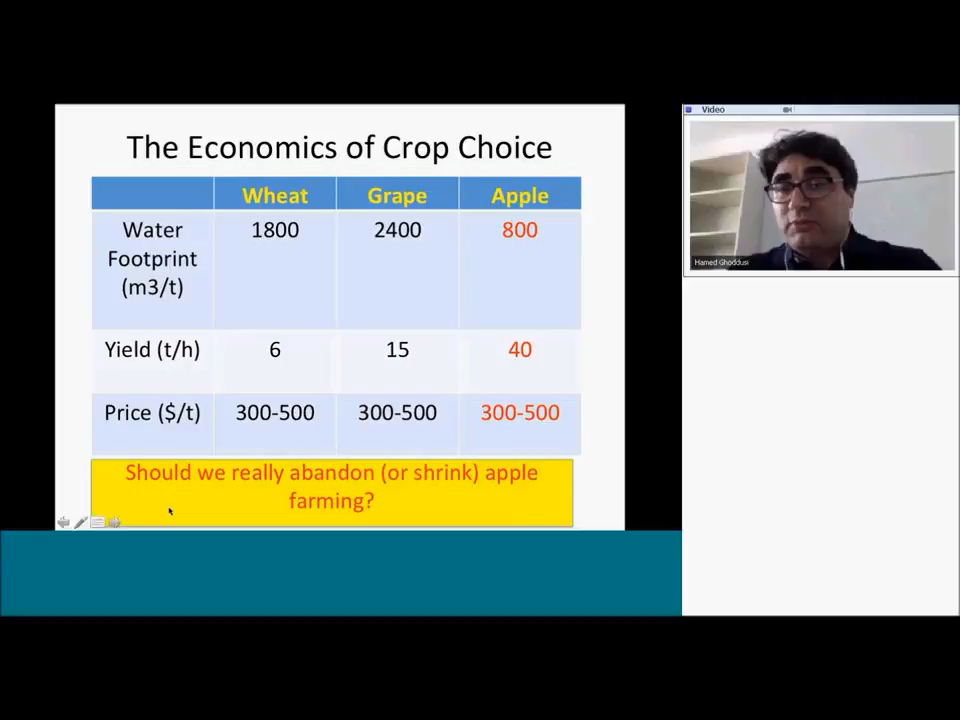 The Economics of Crop Choice
Wheat Grape Apple
Water
Footprint
(m3/t)
1800 2400 800
Yield (t/h) 6 15 40
Price ($/t) 300-500 300-500 300-500
Should we really abandon (or shrink) apple
farming?
Video
Hamed Ghoddusi